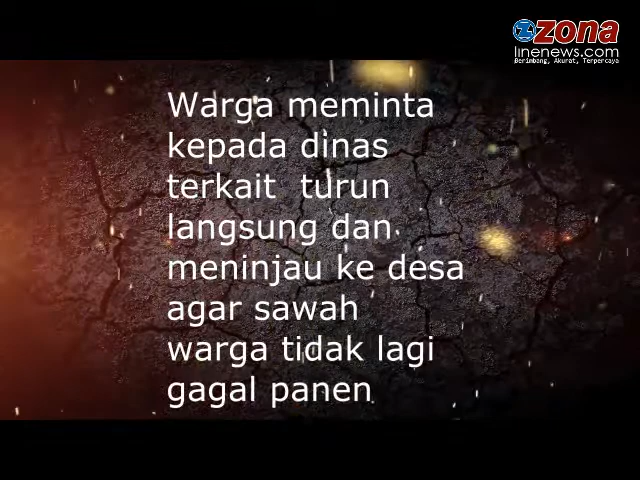 zona
linenews.com
Berimbang, Akurat, Terpercaya
Warga meminta
kepada dinas
terkait turun
langsung dan
meninjau ke desa
agar sawah
warga tidak lagi
gagal panen